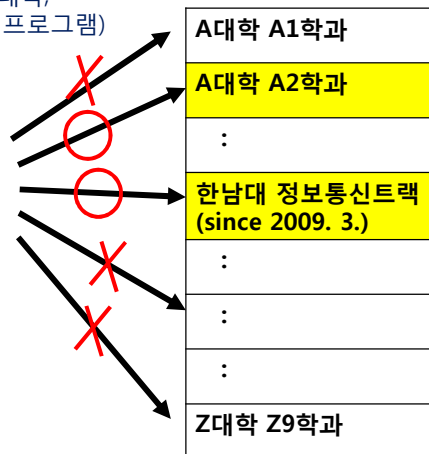 프로그램)
A대학 A1학과
A대학 A2학과
:
한남대 정보통신트랙
(since 2009. 3.)
:
:
:
Z대학 Z9학과